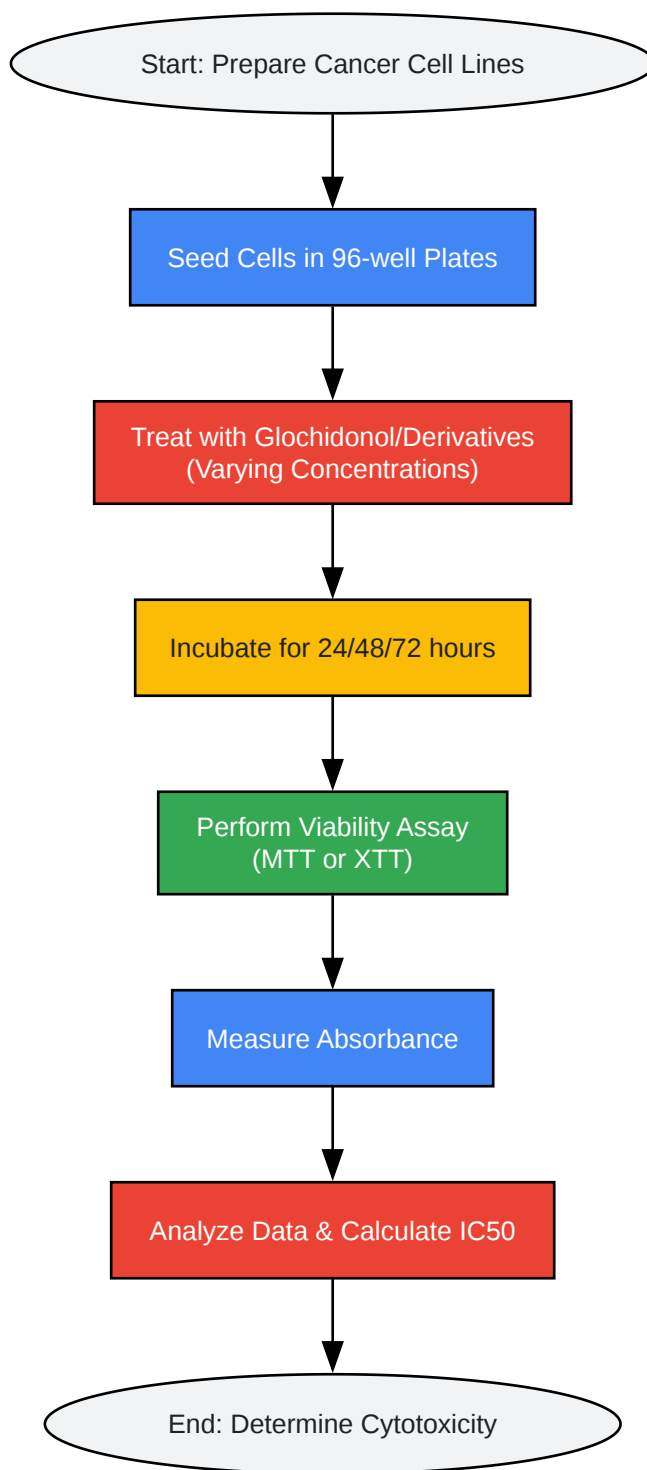 Start: Prepare Cancer Cell Lines
Seed Cells in 96-well Plates
Treat with Glochidonol/Derivatives
(Varying Concentrations)
Incubate for 24/48/72 hours
Perform Viability Assay
(MTT or XTT)
Measure Absorbance
Analyze Data & Calculate IC50
End: Determine Cytotoxicity